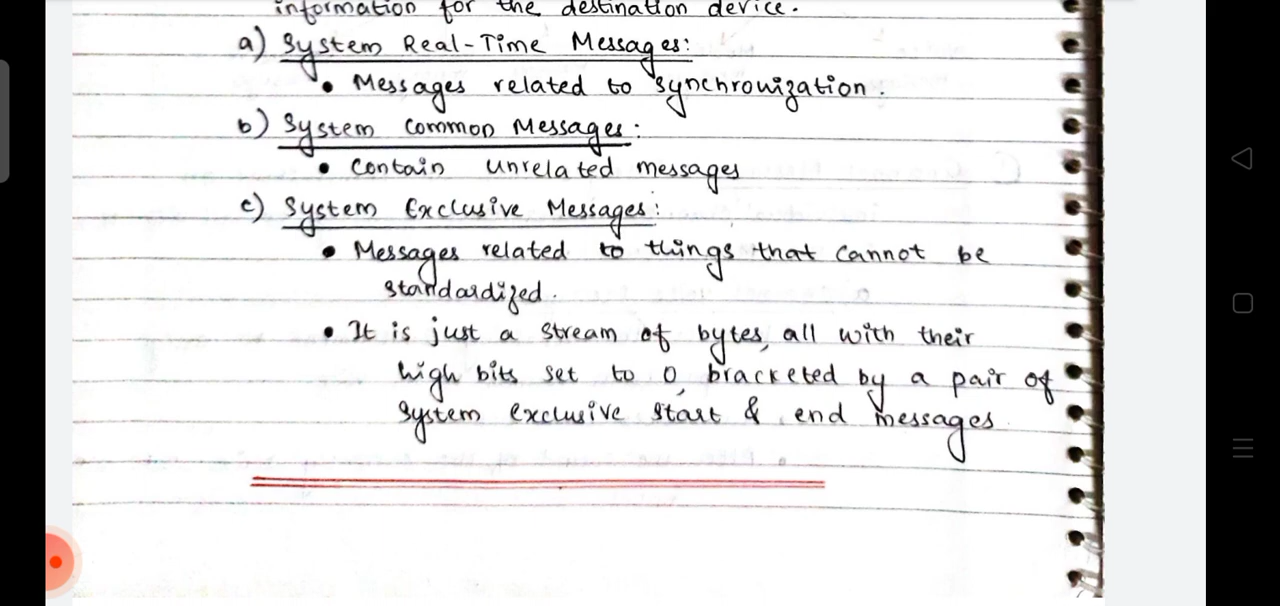 information for the destination device.
a) System Real-Time Messages:
• Messages related to synchronization.
b) System Common Messages:
• Contain unrelated messages
c) System Exclusive Messages:
• Messages related to things that cannot be
standardized.
• It is just a stream of bytes, all with their
high bits set to 0, bracketed by a pair of
system exclusive start & end messages